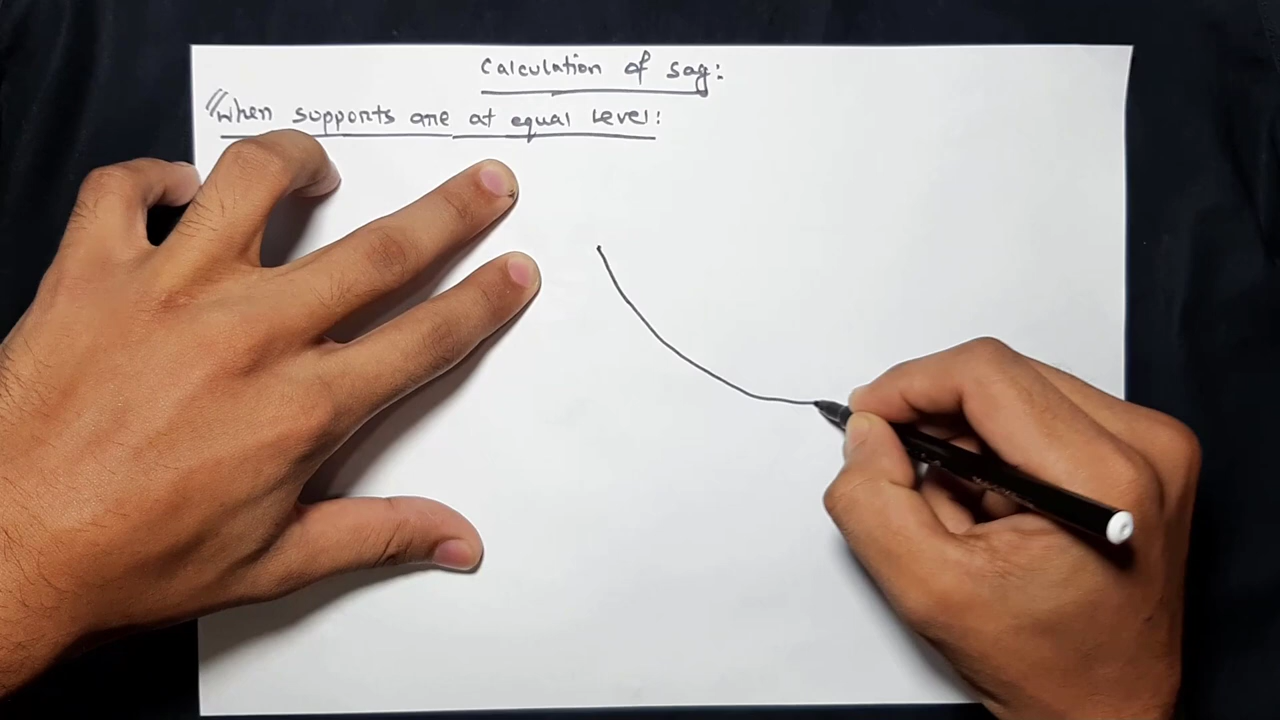 Calculation of sag:
When supports are at equal level: